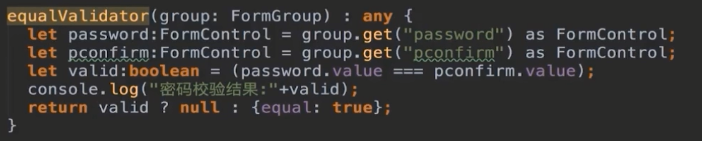 equalValidator(group: FormGroup) : any {
let password:FormControl = group.get("password") as FormControl;
let pconfirm:FormControl = group.get("pconfirm") as FormControl;
let valid:boolean = (password.value === pconfirm.value);
console.log("密码校验结果:"+valid);
return valid ? null : {equal: true};
}